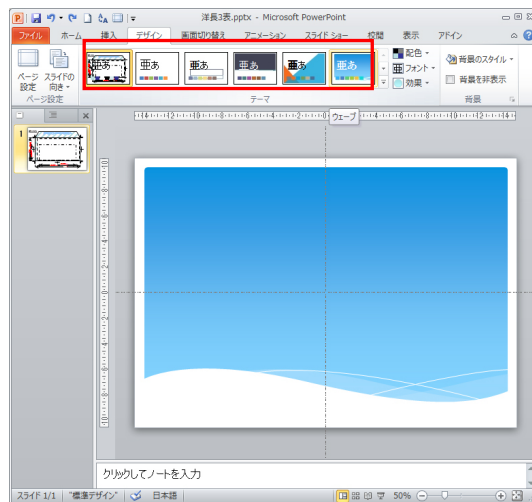 洋長3表.pptx - Microsoft PowerPoint
ファイル ホーム 挿入 デザイン 画面切り替え アニメーション スライド ショー 校閲 表示 アドイン
亜あ 亜あ 亜あ 亜あ 亜あ 亜あ
配色
フォント
効果
背景のスタイル
背景を非表示
ページ設定
スライドの向き
ページ設定 テーマ 背景
ウェーブ
1
クリックしてノートを入力
スライド 1/1 "標準デザイン" 日本語 50%